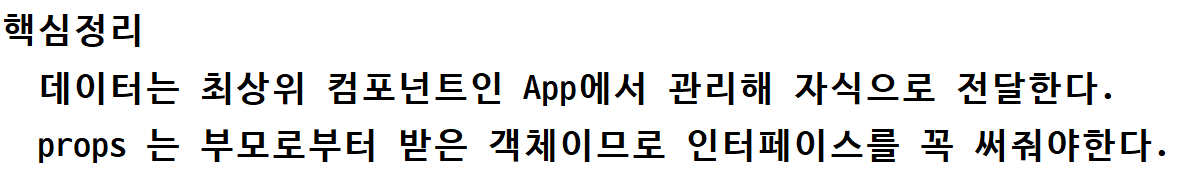 핵심정리
데이터는 최상위 컴포넌트인 App에서 관리해 자식으로 전달한다.
props 는 부모로부터 받은 객체이므로 인터페이스를 꼭 써줘야한다.